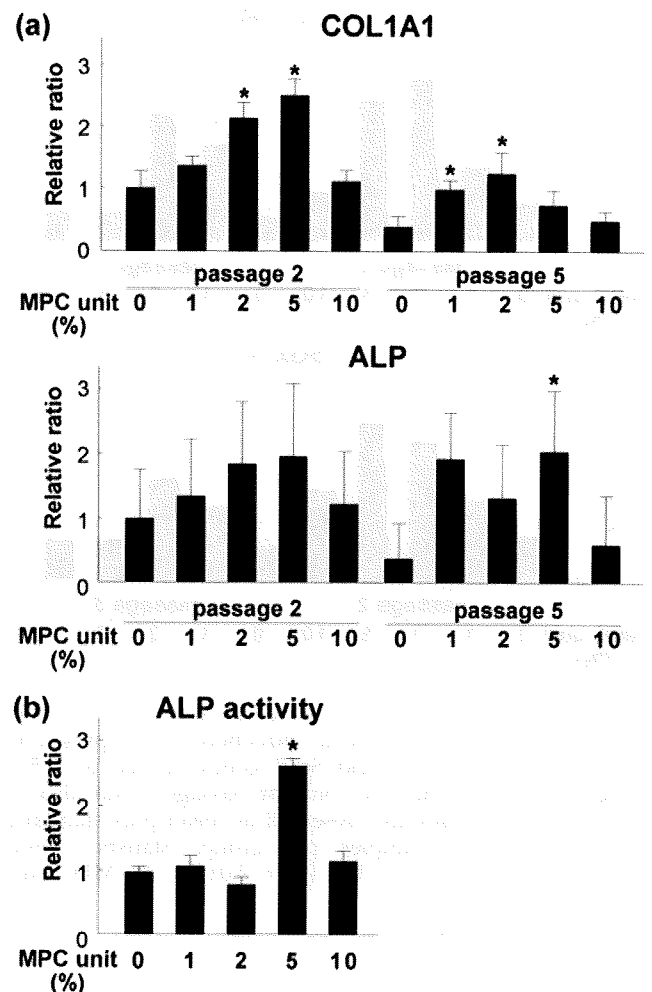 (a) COL1A1
Relative ratio
3
2
1
0
* * * *
passage 2 passage 5
MPC unit 0 1 2 5 10 0 1 2 5 10
(%)
ALP
Relative ratio
3
2
1
0
*
passage 2 passage 5
MPC unit 0 1 2 5 10 0 1 2 5 10
(%)
(b) ALP activity
Relative ratio
3
2
1
0
*
MPC unit 0 1 2 5 10
(%)